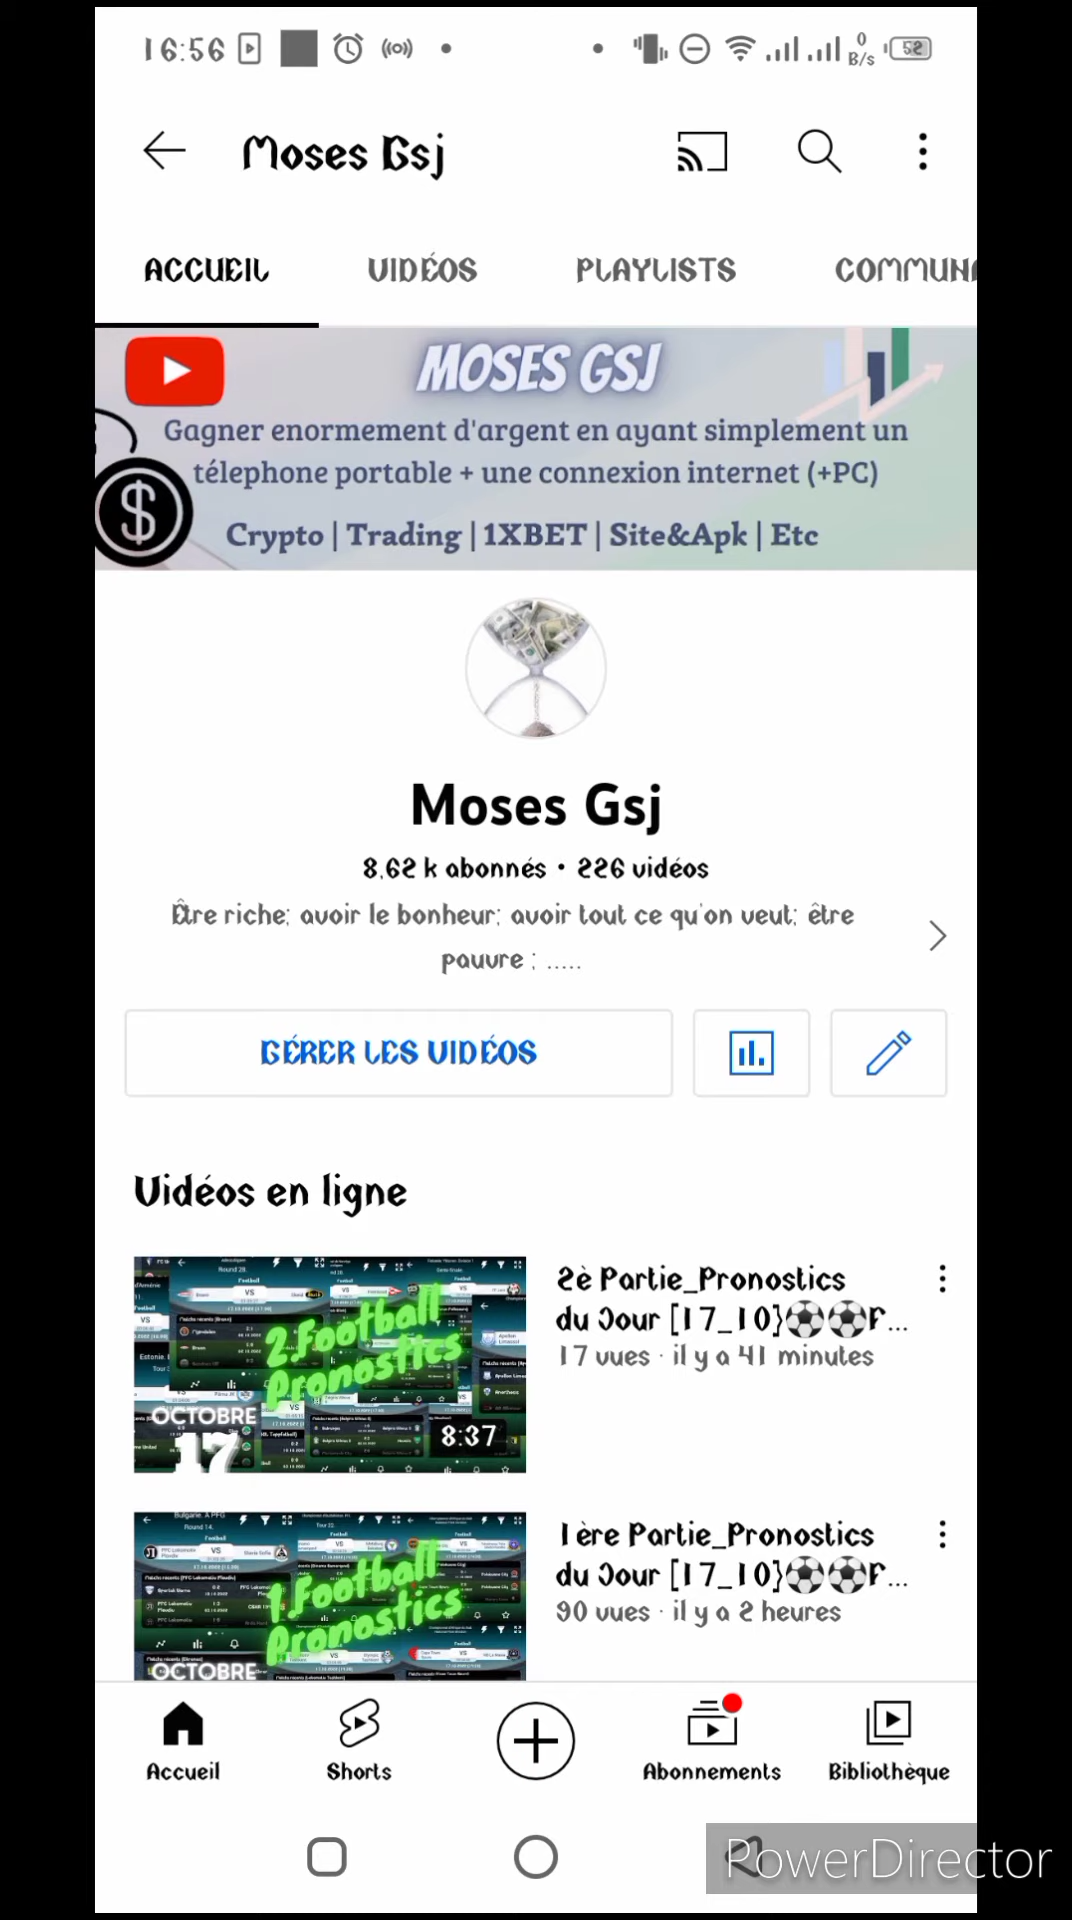 16:56
0
B/s
52
Moses Gsj
ACCUEIL VIDÉOS PLAYLISTS COMMUNA
MOSES GSJ
Gagner enormement d'argent en ayant simplement un
télephone portable + une connexion internet (+PC)
Crypto | Trading | 1XBET | Site&Apk | Etc
Moses Gsj
8,62 k abonnés • 226 vidéos
Être riche; avoir le bonheur; avoir tout ce qu'on veut; être
pauvre ; .....
GÉRER LES VIDÉOS
Vidéos en ligne
2.Football
Pronostics
OCTOBRE
17
8:37
2è Partie_Pronostics
du Jour [17_10}⚽⚽F...
17 vues · il y a 41 minutes
1.Football
Pronostics
OCTOBRE
1ère Partie_Pronostics
du Jour [17_10}⚽⚽F...
90 vues · il y a 2 heures
Accueil Shorts Abonnements Bibliothèque
PowerDirector